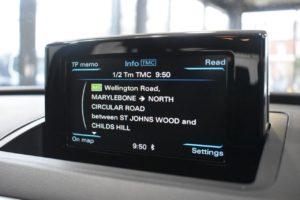 TP memo
Info TMC
Read
1/2 Tm TMC 9:50
Wellington Road,
MARYLEBONE → NORTH
CIRCULAR ROAD
between ST JOHNS WOOD and
CHILDS HILL
On map
9:50
Settings